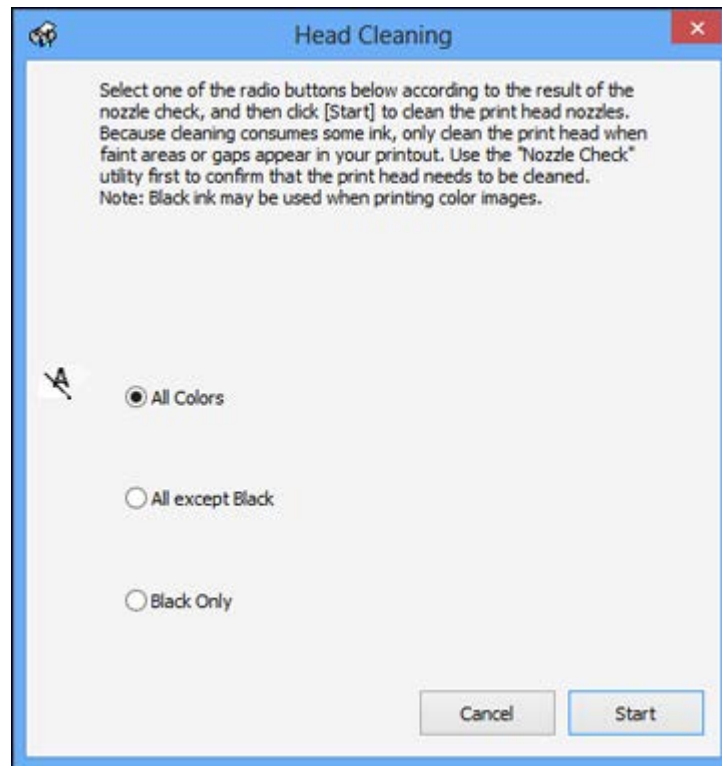 Head Cleaning
Select one of the radio buttons below according to the result of the
nozzle check, and then click [Start] to clean the print head nozzles.
Because cleaning consumes some ink, only clean the print head when
faint areas or gaps appear in your printout. Use the "Nozzle Check"
utility first to confirm that the print head needs to be cleaned.
Note: Black ink may be used when printing color images.
All Colors
All except Black
Black Only
Cancel Start